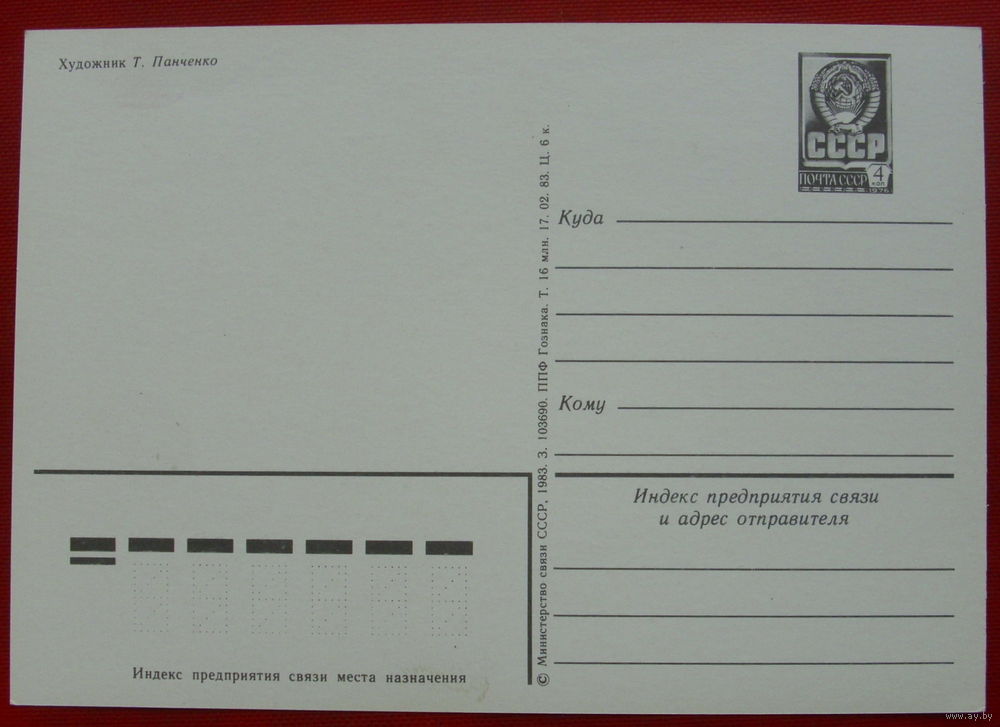 Художник Т. Панченко
СССР
ПОЧТА СССР 4 КОП
1976
Куда
Кому
Индекс предприятия связи
и адрес отправителя
© Министерство связи СССР, 1983. З. 103690. ППФ Гознака. Т. 16 млн. 17. 02. 83. Ц. 6 к.
Индекс предприятия связи места назначения
www.ay.by